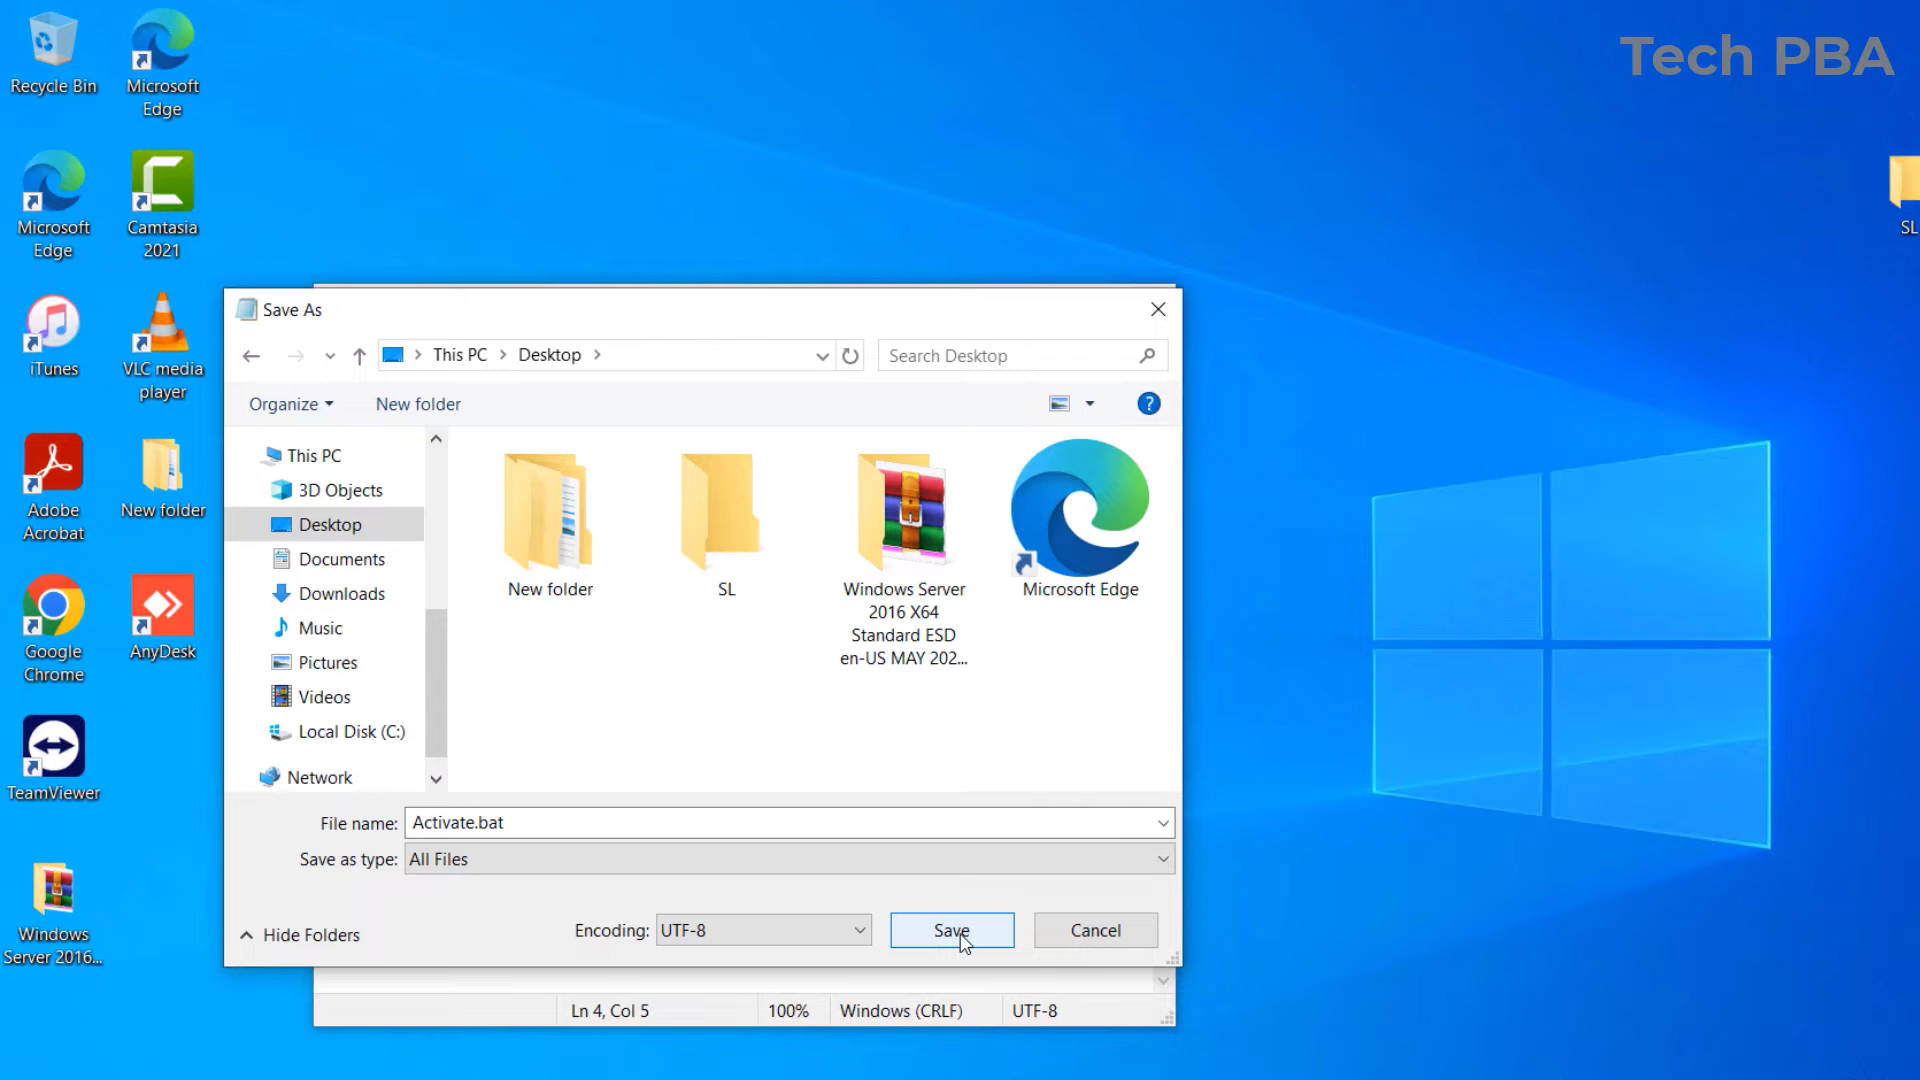 Tech PBA
Recycle Bin
Microsoft
Edge
Microsoft
Edge
Camtasia
2021
iTunes
VLC media
player
Adobe
Acrobat
New folder
Google
Chrome
AnyDesk
TeamViewer
Windows
Server 2016...
SL
Save As
This PC
Desktop
Search Desktop
Organize
New folder
?
This PC
3D Objects
Desktop
Documents
Downloads
Music
Pictures
Videos
Local Disk (C:)
Network
New folder
SL
Windows Server
2016 X64
Standard ESD
en-US MAY 202...
Microsoft Edge
File name: Activate.bat
Save as type: All Files
Hide Folders
Encoding: UTF-8
Save
Cancel
Ln 4, Col 5
100%
Windows (CRLF)
UTF-8